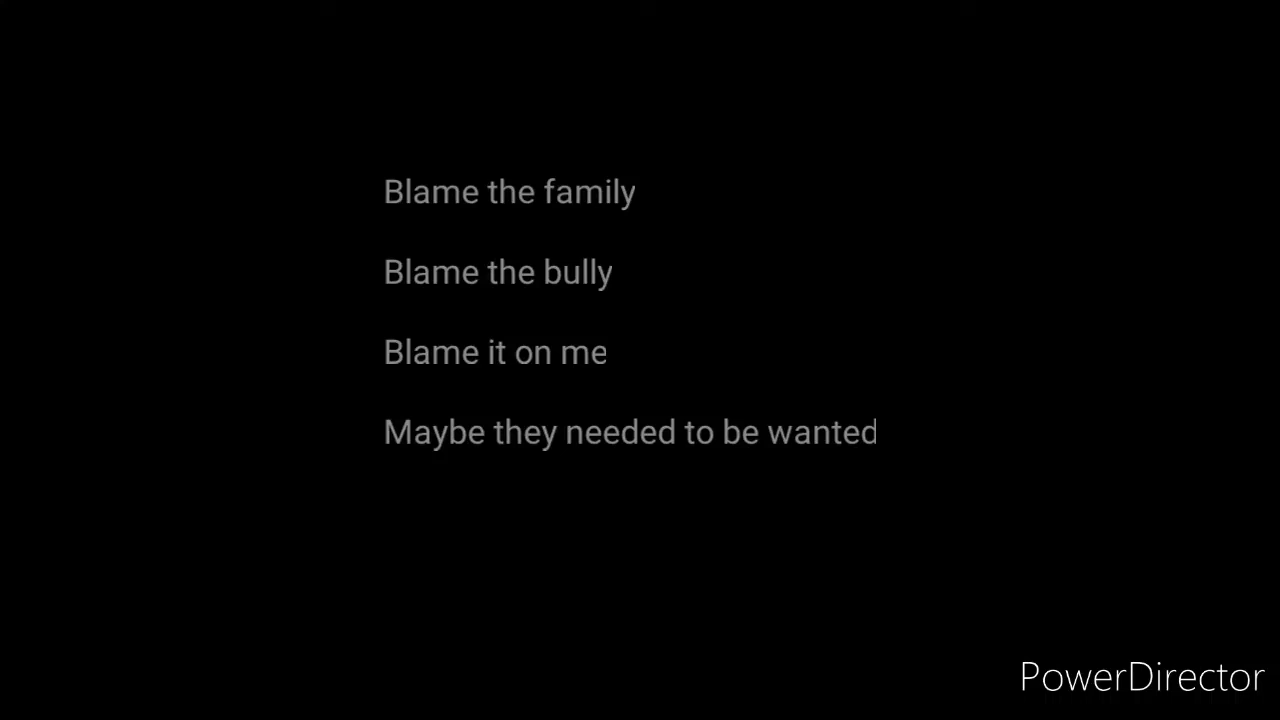 Blame the family
Blame the bully
Blame it on me
Maybe they needed to be wanted
PowerDirector